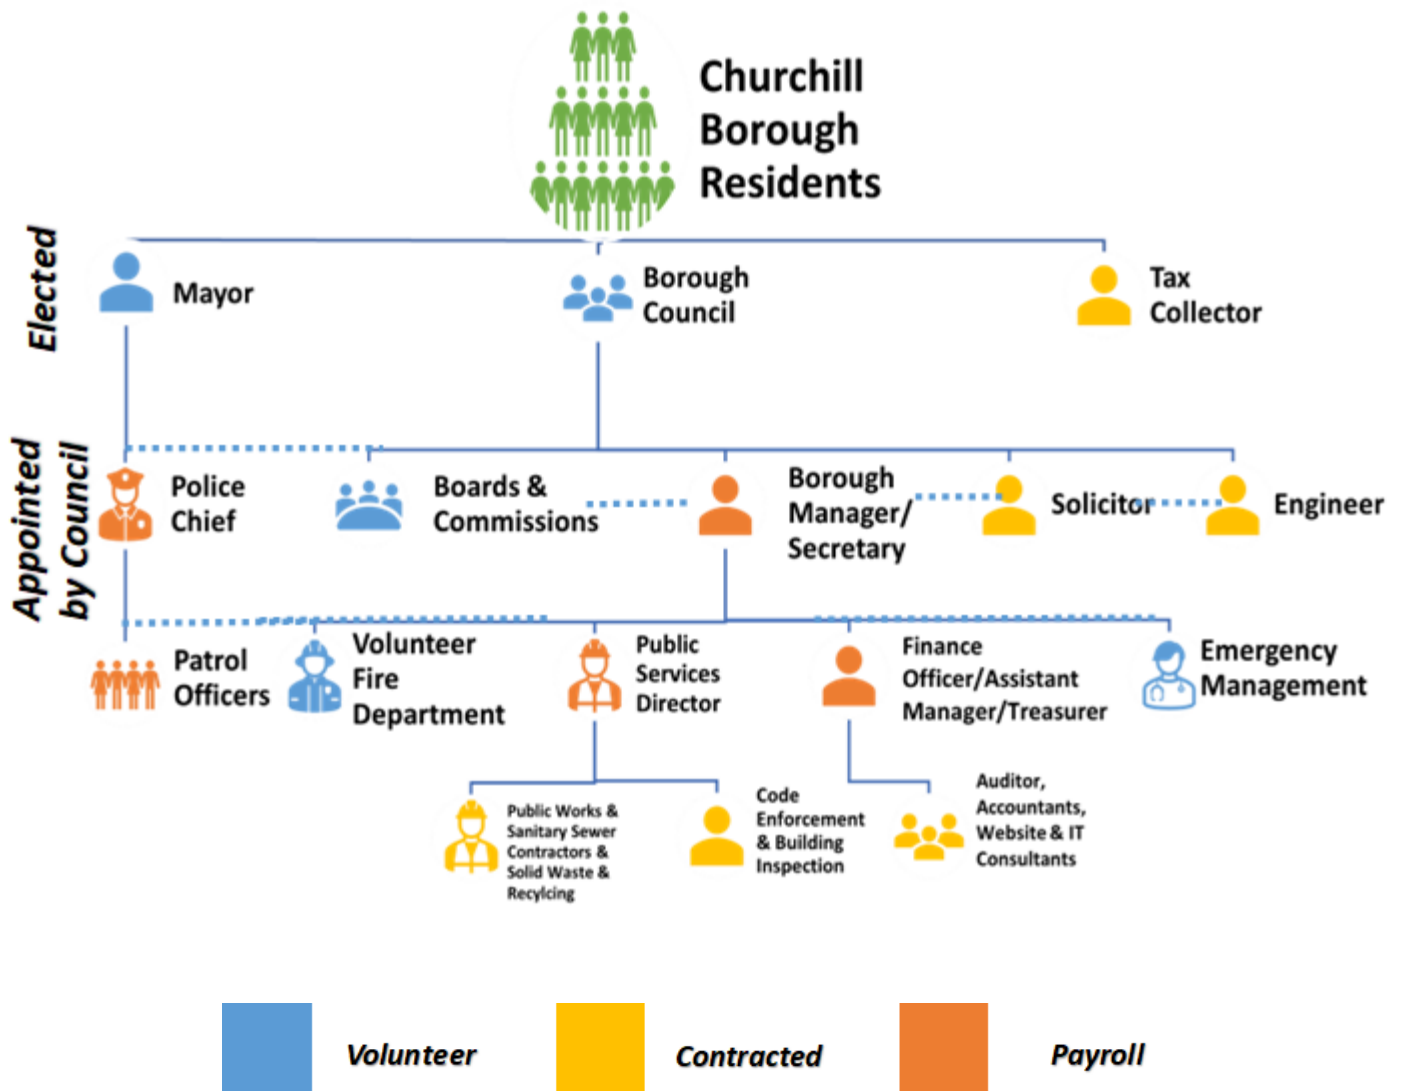 Churchill
Borough
Residents
Elected
Mayor
Borough
Council
Tax
Collector
Appointed
by Council
Police
Chief
Boards &
Commissions
Borough
Manager/
Secretary
Solicitor
Engineer
Patrol
Officers
Volunteer
Fire
Department
Public
Services
Director
Finance
Officer/Assistant
Manager/Treasurer
Emergency
Management
Public Works &
Sanitary Sewer
Contractors &
Solid Waste &
Recylcing
Code
Enforcement
& Building
Inspection
Auditor,
Accountants,
Website & IT
Consultants
Volunteer
Contracted
Payroll